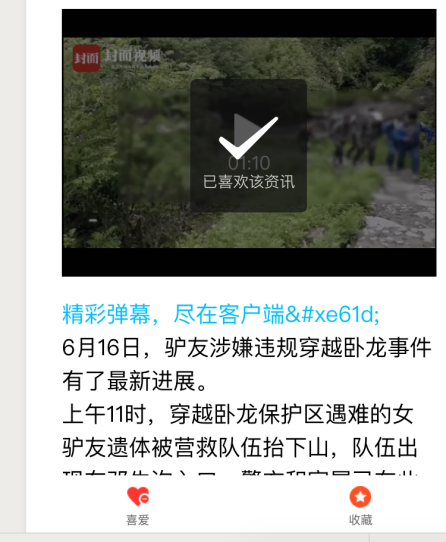 封面 封面视频
01:10
已喜欢该资讯
精彩弹幕，尽在客户端&#xe61d;
6月16日，驴友涉嫌违规穿越卧龙事件
有了最新进展。
上午11时，穿越卧龙保护区遇难的女
驴友遗体被营救队伍抬下山，队伍出
喜爱
收藏